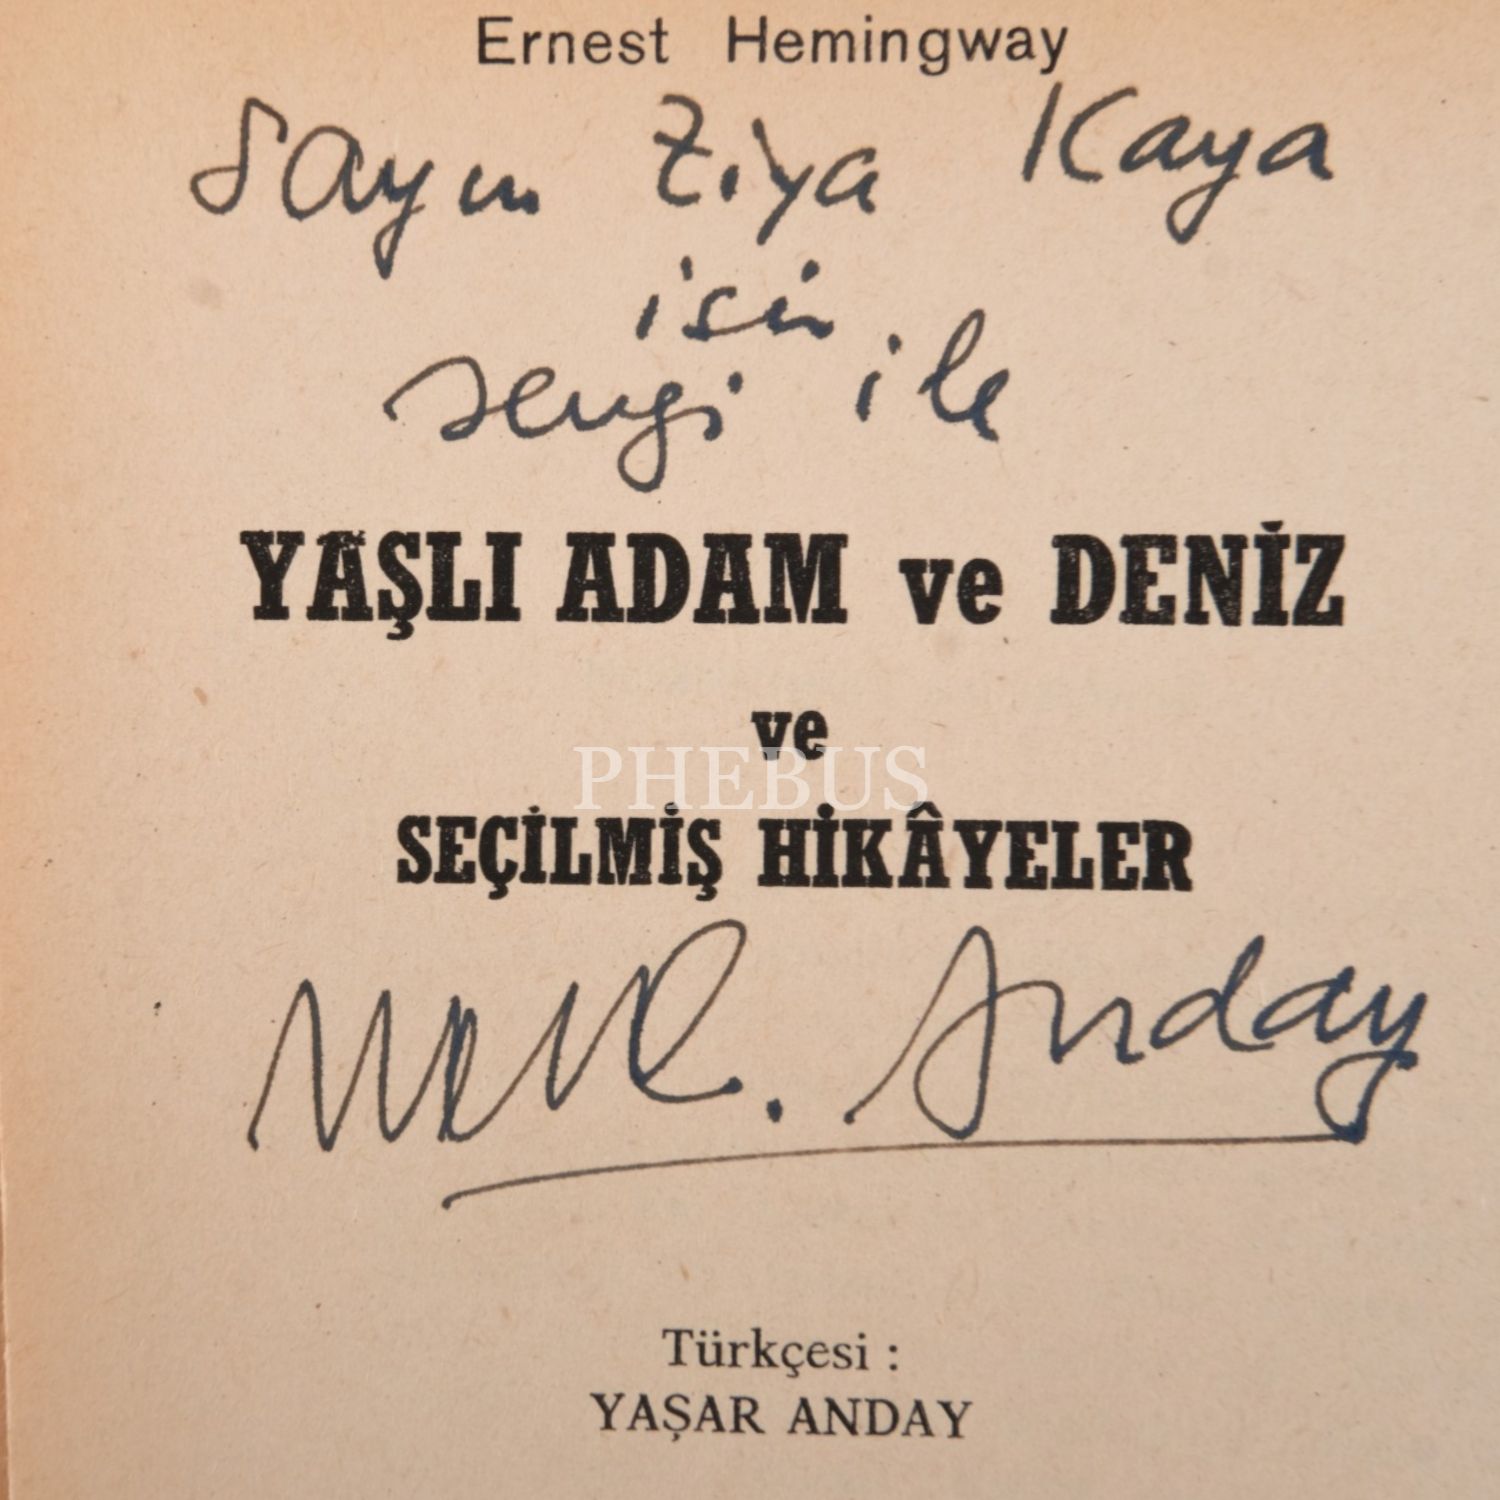 Ernest Hemingway
Sayın Ziya Kaya
için
sevgi ile
YAŞLI ADAM ve DENİZ
ve
PHEBUS
SEÇİLMİŞ HİKÂYELER
Anday
Türkçesi :
YAŞAR ANDAY